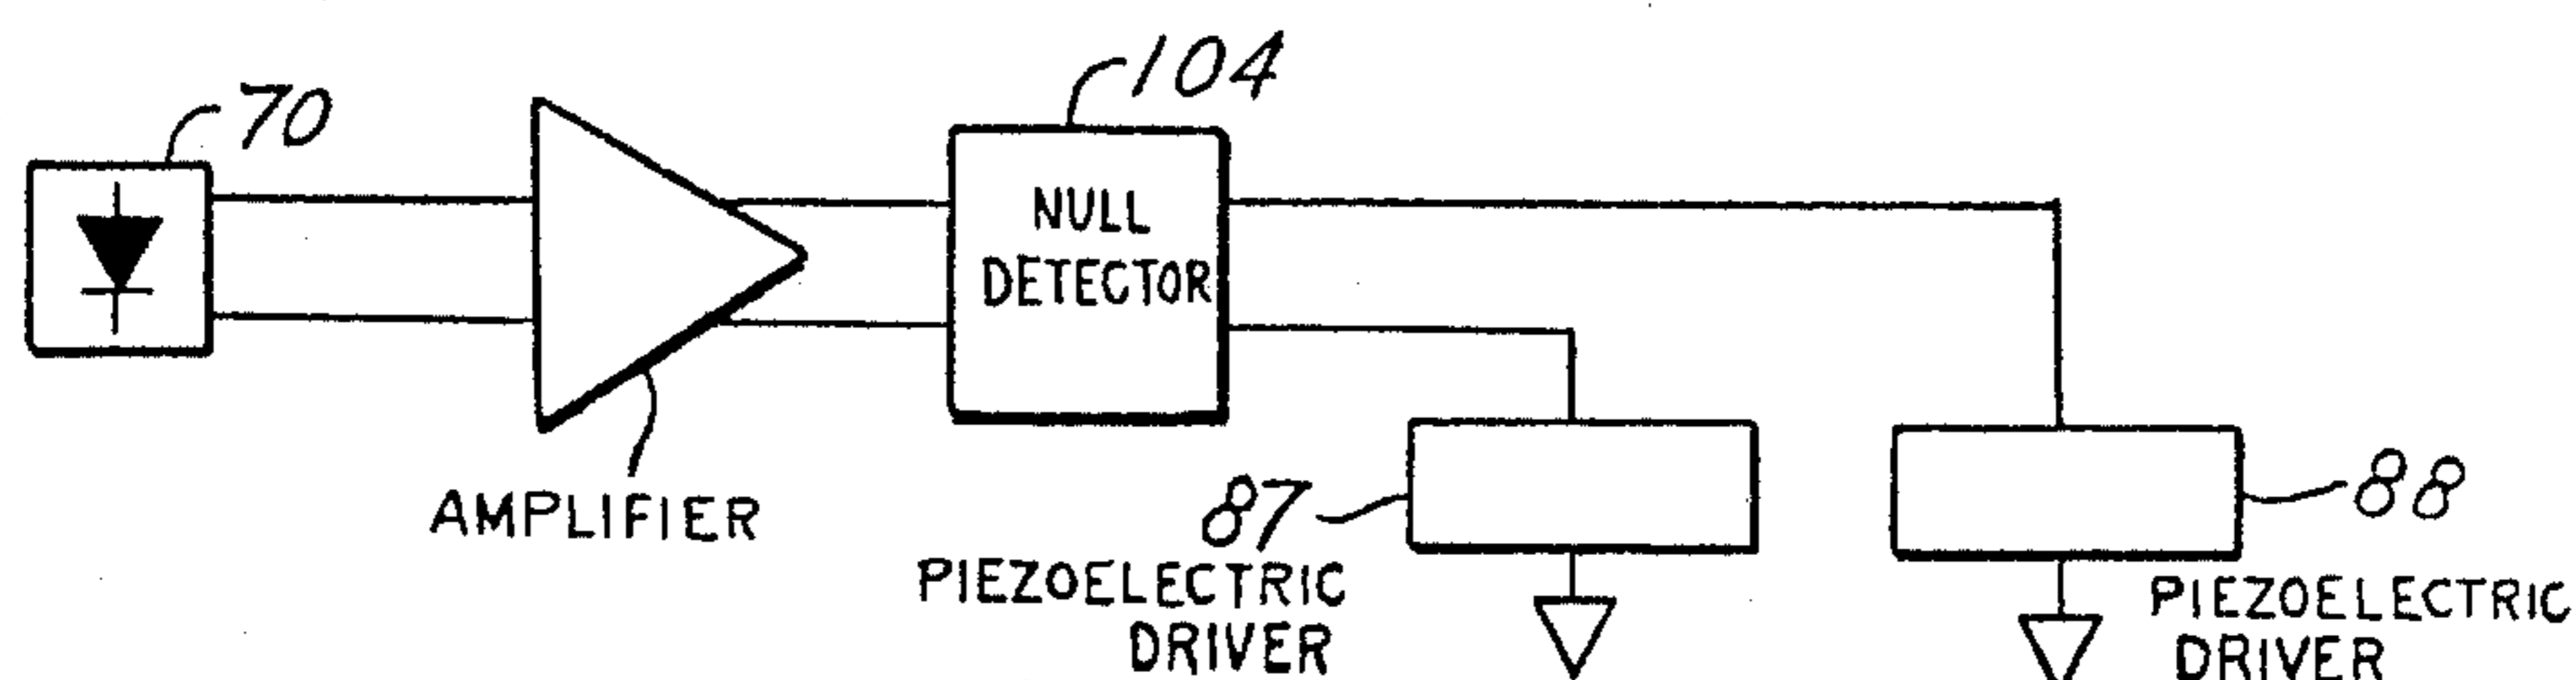 70
104
NULL
DETECTOR
AMPLIFIER
87
PIEZOELECTRIC
DRIVER
88
PIEZOELECTRIC
DRIVER